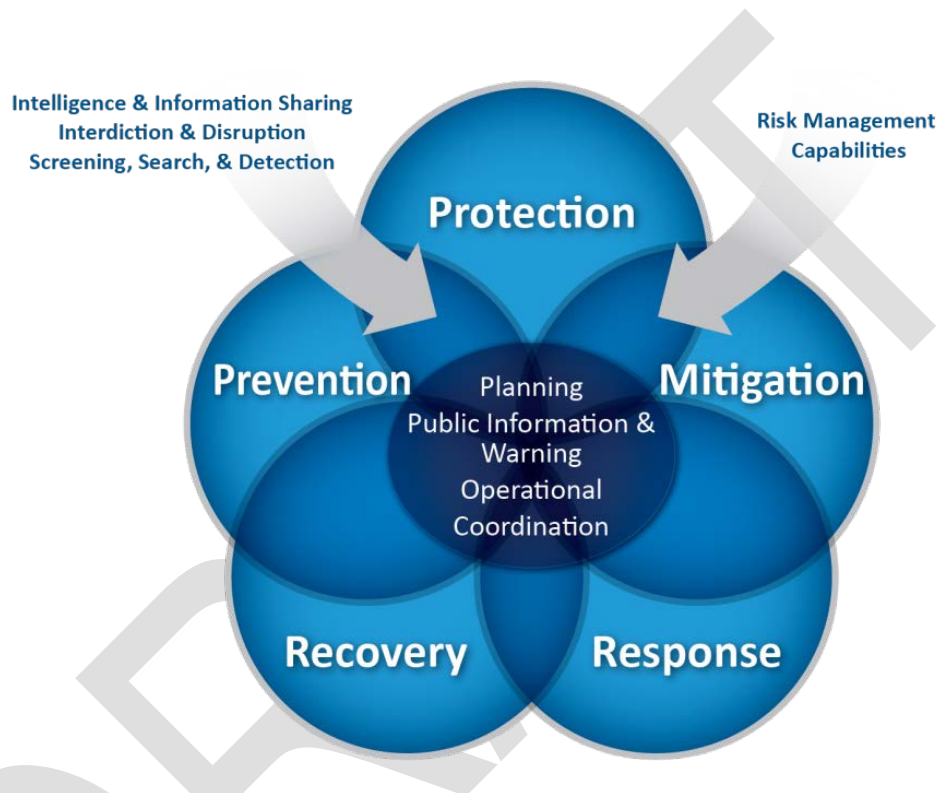 Intelligence & Information Sharing
Interdiction & Disruption
Screening, Search, & Detection
Risk Management
Capabilities
Protection
Prevention
Mitigation
Planning
Public Information &
Warning
Operational
Coordination
Recovery
Response